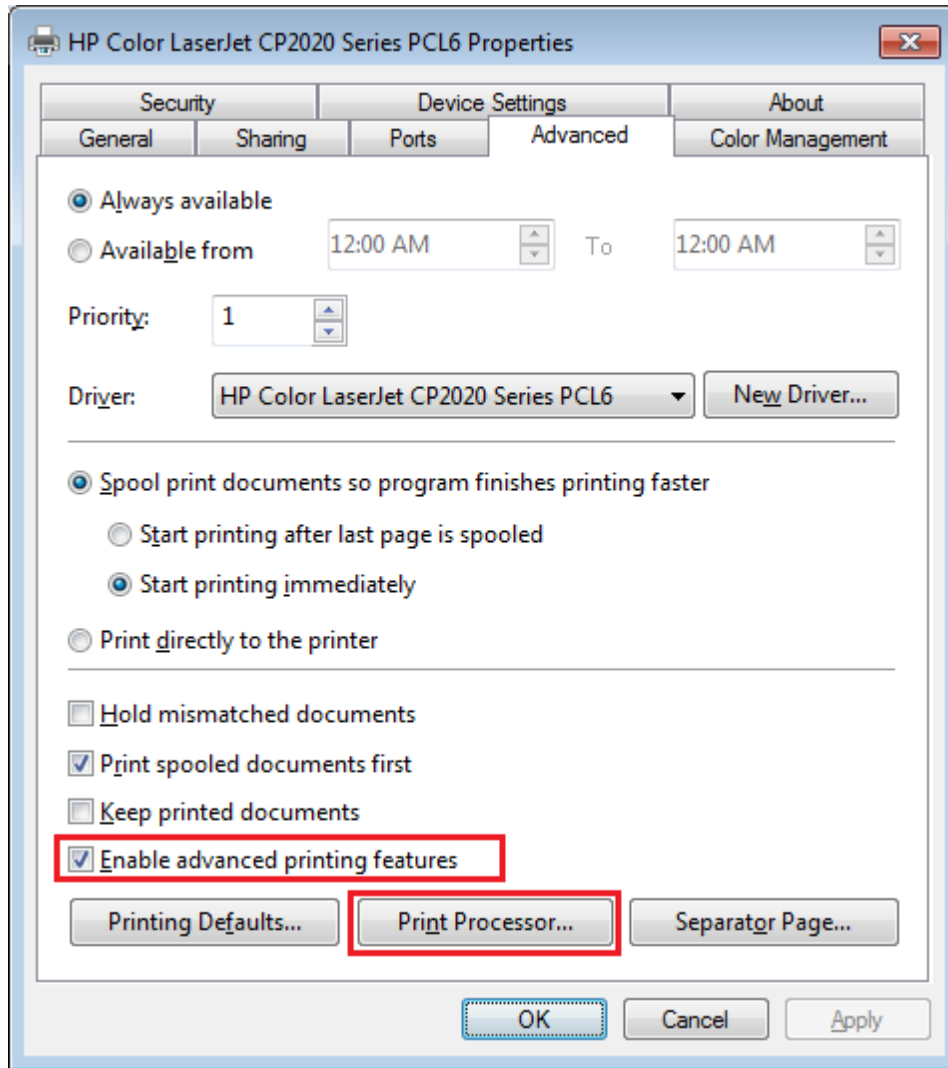 HP Color LaserJet CP2020 Series PCL6 Properties
Security Device Settings About
General Sharing Ports Advanced Color Management
Always available
Available from 12:00 AM To 12:00 AM
Priority: 1
Driver: HP Color LaserJet CP2020 Series PCL6 New Driver...
Spool print documents so program finishes printing faster
Start printing after last page is spooled
Start printing immediately
Print directly to the printer
Hold mismatched documents
Print spooled documents first
Keep printed documents
Enable advanced printing features
Printing Defaults... Print Processor... Separator Page...
OK Cancel Apply